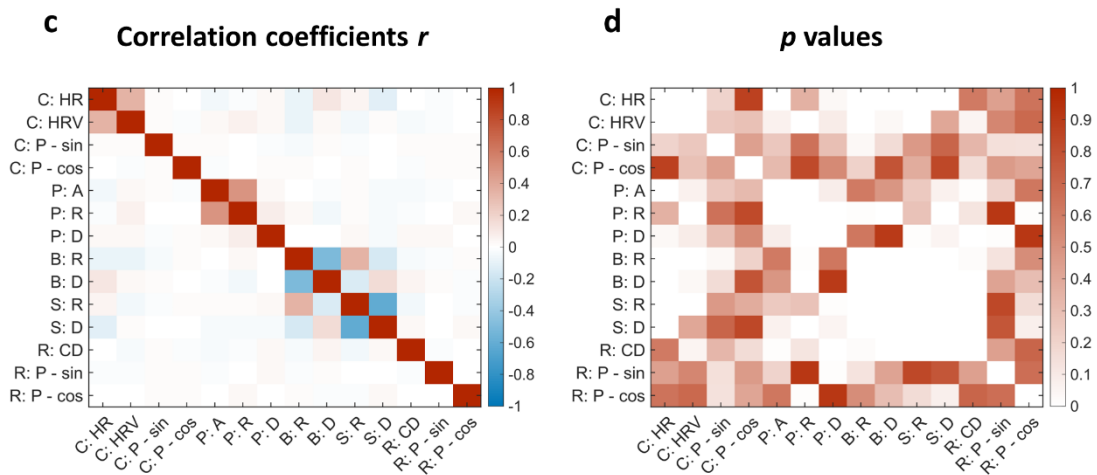 c
Correlation coefficients r
d
p values
C: HR
C: HRV
C: P - sin
C: P - cos
P: A
P: R
P: D
B: R
B: D
S: R
S: D
R: CD
R: P - sin
R: P - cos
C: HR
C: HRV
C: P - sin
C: P - cos
P: A
P: R
P: D
B: R
B: D
S: R
S: D
R: CD
R: P - sin
R: P - cos
1
0.8
0.6
0.4
0.2
0
-0.2
-0.4
-0.6
-0.8
-1
C: HR
C: HRV
C: P - sin
C: P - cos
P: A
P: R
P: D
B: R
B: D
S: R
S: D
R: CD
R: P - sin
R: P - cos
C: HR
C: HRV
C: P - sin
C: P - cos
P: A
P: R
P: D
B: R
B: D
S: R
S: D
R: CD
R: P - sin
R: P - cos
1
0.9
0.8
0.7
0.6
0.5
0.4
0.3
0.2
0.1
0